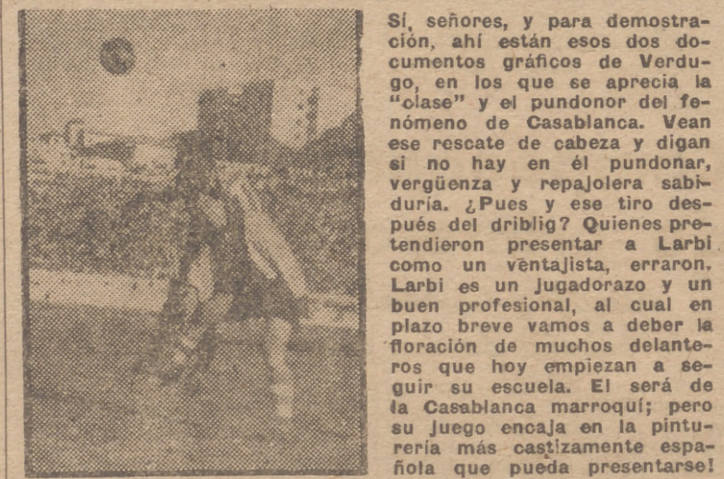 Sí, señores, y para demostra-
ción, ahí están esos dos do-
cumentos gráficos de Verdu-
go, en los que se aprecia la
"clase" y el pundonor del fe-
nómeno de Casablanca. Vean
ese rescate de cabeza y digan
si no hay en él pundonar,
vergüenza y repajolera sabi-
duría. ¿Pues y ese tiro des-
pués del driblig? Quienes pre-
tendieron presentar a Larbi
como un ventajista, erraron.
Larbi es un jugadorazo y un
buen profesional, al cual en
plazo breve vamos a deber la
floración de muchos delante-
ros que hoy empiezan a se-
guir su escuela. El será de
la Casablanca marroquí; pero
su juego encaja en la pintu-
rería más castizamente espa-
ñola que pueda presentarse!